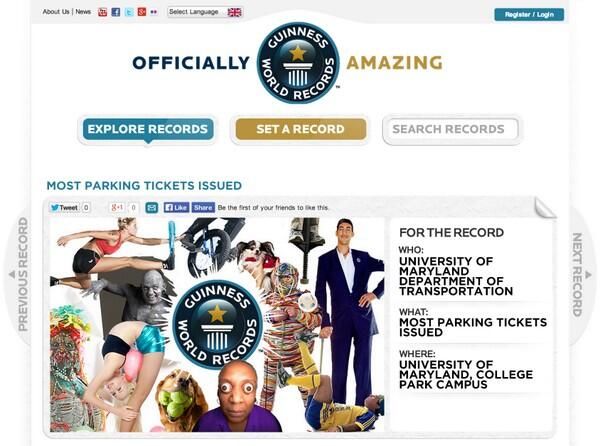 About Us | News
Select Language
Register / Login
OFFICIALLY
GUINNESS WORLD RECORDS
TM
AMAZING
EXPLORE RECORDS
SET A RECORD
SEARCH RECORDS
MOST PARKING TICKETS ISSUED
Tweet 0
+1 0
Like
Share
Be the first of your friends to like this.
PREVIOUS RECORD
GUINNESS WORLD RECORDS
FOR THE RECORD
WHO:
UNIVERSITY OF
MARYLAND
DEPARTMENT OF
TRANSPORTATION
WHAT:
MOST PARKING TICKETS
ISSUED
WHERE:
UNIVERSITY OF
MARYLAND, COLLEGE
PARK CAMPUS
NEXT RECORD